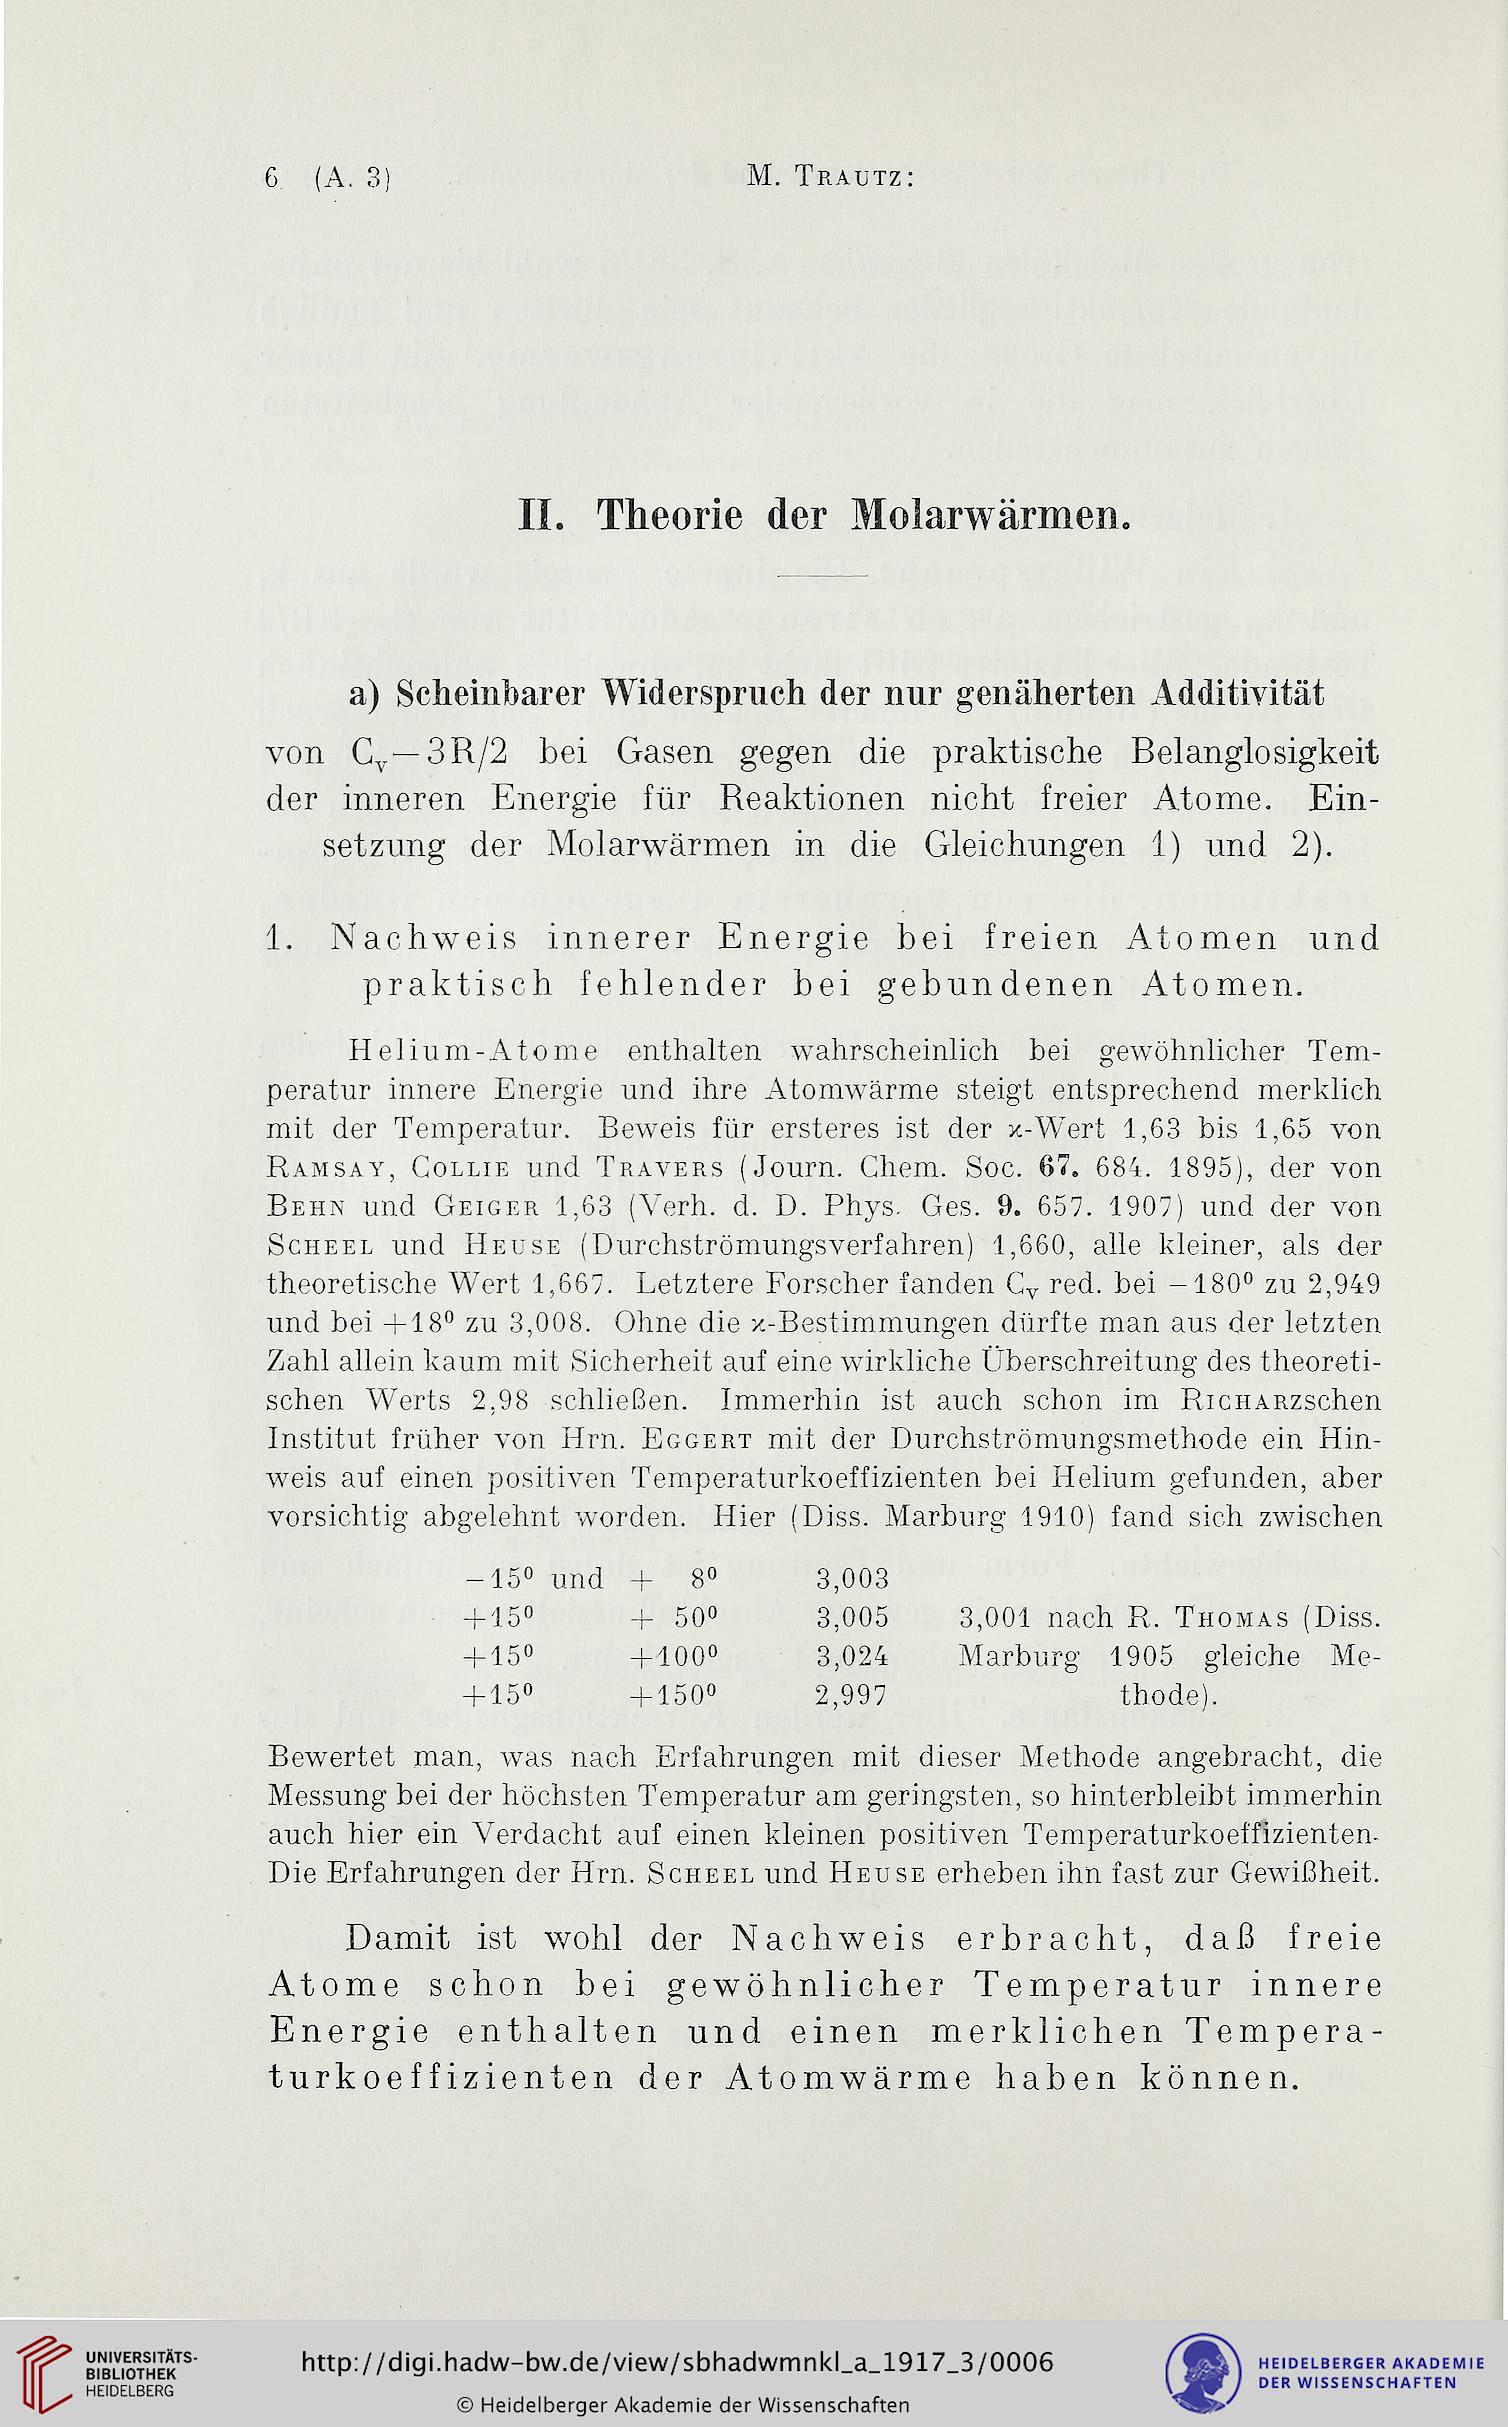 6 (A. 3) M. Trautz:
II. Theorie der Molarwärmen.
a) Scheinbarer Widerspruch der nur genäherten Additivität
von Cv—3R/2 bei Gasen gegen die praktische Belanglosigkeit
der inneren Energie für Reaktionen nicht freier Atome. Ein-
setzung der Molarwärmen in die Gleichungen 1) und 2).
1. Nachweis innerer Energie bei freien Atomen und
praktisch fehlender bei gebundenen Atomen.
Helium-Atome enthalten wahrscheinlich bei gewöhnlicher Tem-
peratur innere Energie und ihre Atomwärme steigt entsprechend merklich
mit der Temperatur. Beweis für ersteres ist der ϰ-Wert 1,63 bis 1,65 von
Ramsay, Collie und Travers (Journ. Chem. Soc. 67. 684. 1895), der von
Behn und Geiger 1,63 (Verh. d. D. Phys. Ges. 9. 657. 1907) und der von
Scheel und Heuse (Durchströmungsverfahren) 1,660, alle kleiner, als der
theoretische Wert 1,667. Letztere Forscher fanden Cv red. bei −180⁰ zu 2,949
und bei +18⁰ zu 3,008. Ohne die ϰ-Bestimmungen dürfte man aus der letzten
Zahl allein kaum mit Sicherheit auf eine wirkliche Überschreitung des theoreti-
schen Werts 2,98 schließen. Immerhin ist auch schon im Richarzschen
Institut früher von Hrn. Eggert mit der Durchströmungsmethode ein Hin-
weis auf einen positiven Temperaturkoeffizienten bei Helium gefunden, aber
vorsichtig abgelehnt worden. Hier (Diss. Marburg 1910) fand sich zwischen
−15⁰ und + 8⁰ 3,003
+15⁰ + 50⁰ 3,005 3,001 nach R. Thomas (Diss.
+15⁰ +100⁰ 3,024 Marburg 1905 gleiche Me-
+15⁰ +150⁰ 2,997 thode).
Bewertet man, was nach Erfahrungen mit dieser Methode angebracht, die
Messung bei der höchsten Temperatur am geringsten, so hinterbleibt immerhin
auch hier ein Verdacht auf einen kleinen positiven Temperaturkoeffizienten.
Die Erfahrungen der Hrn. Scheel und Heuse erheben ihn fast zur Gewißheit.
Damit ist wohl der Nachweis erbracht, daß freie
Atome schon bei gewöhnlicher Temperatur innere
Energie enthalten und einen merklichen Tempera-
turkoeffizienten der Atomwärme haben können.
UNIVERSITÄTS-
BIBLIOTHEK
HEIDELBERG
http://digi.hadw-bw.de/view/sbhadwmnkl_a_1917_3/0006
© Heidelberger Akademie der Wissenschaften
HEIDELBERGER AKADEMIE
DER WISSENSCHAFTEN